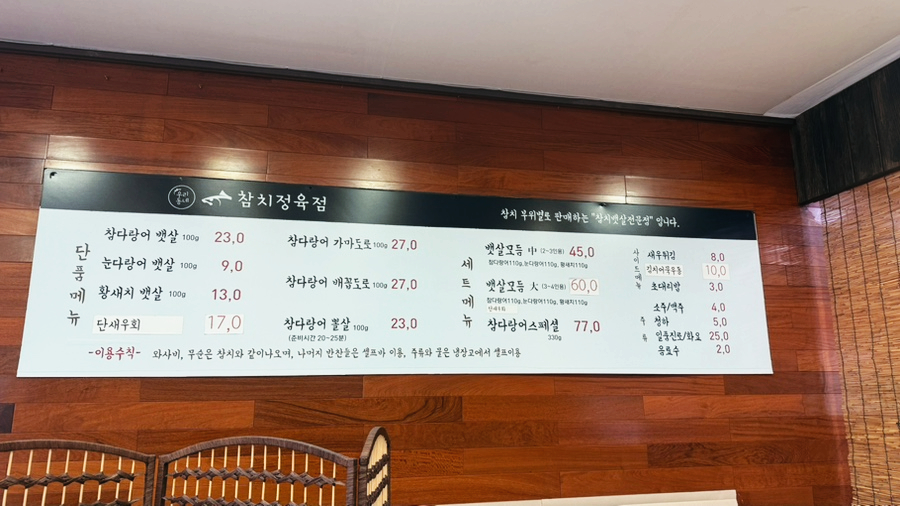 우리동네 참치정육점
참치 부위별로 판매하는 "참치뱃살전문점" 입니다.
단품메뉴
참다랑어 뱃살 100g 23,0
눈다랑어 뱃살 100g 9,0
황새치 뱃살 100g 13,0
단새우회 17,0
참다랑어 가마도로 100g 27,0
참다랑어 배꼽도로 100g 27,0
참다랑어 볼살 100g 23,0
(준비시간 20~25분)
세트메뉴
뱃살모듬 中 (2~3인용) 45,0
참다랑어110g, 눈다랑어110g, 황새치110g
뱃살모듬 大 (3~4인용) 60,0
참다랑어110g, 눈다랑어110g, 황새치110g
단새우회
참다랑어스페셜 77,0
330g
사이드메뉴
새우튀김 8,0
김치어묵우동 10,0
초대리밥 3,0
주류
소주/맥주 4,0
청하 5,0
일품진로/화요 25,0
음료수 2,0
-이용수칙- 와사비, 무순은 참치와 같이나오며, 나머지 반찬들은 셀프바 이용, 주류와 물은 냉장고에서 셀프이용